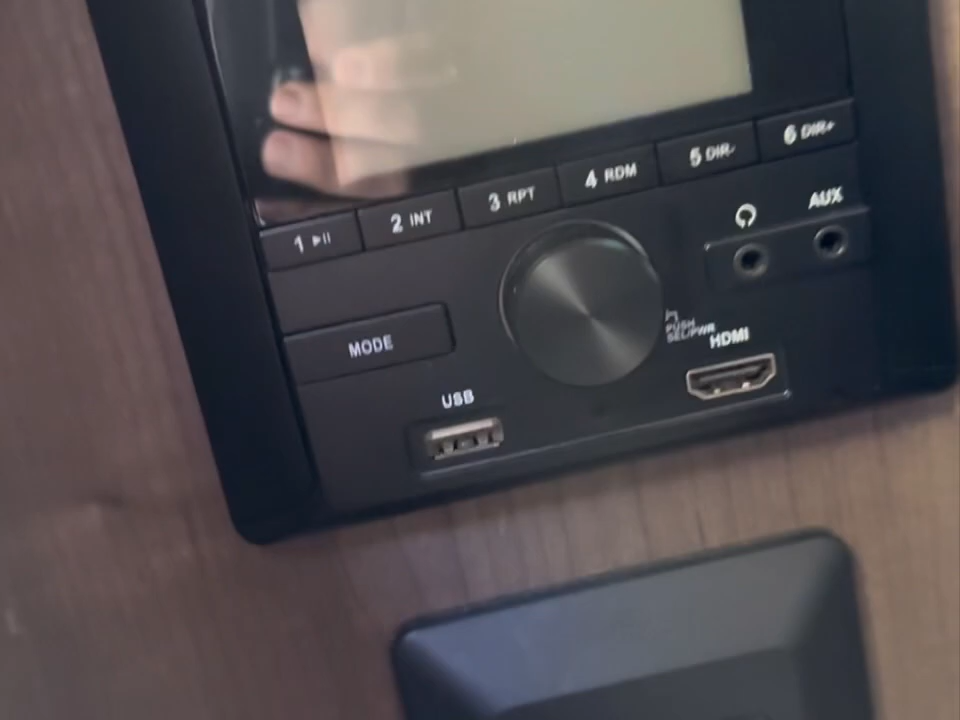 1 ▶II 2 INT 3 RPT 4 RDM 5 DIR- 6 DIR+
AUX
MODE
PUSH
SEL/PWR
HDMI
USB